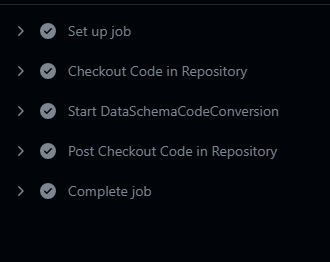 Set up job
Checkout Code in Repository
Start DataSchemaCodeConversion
Post Checkout Code in Repository
Complete job